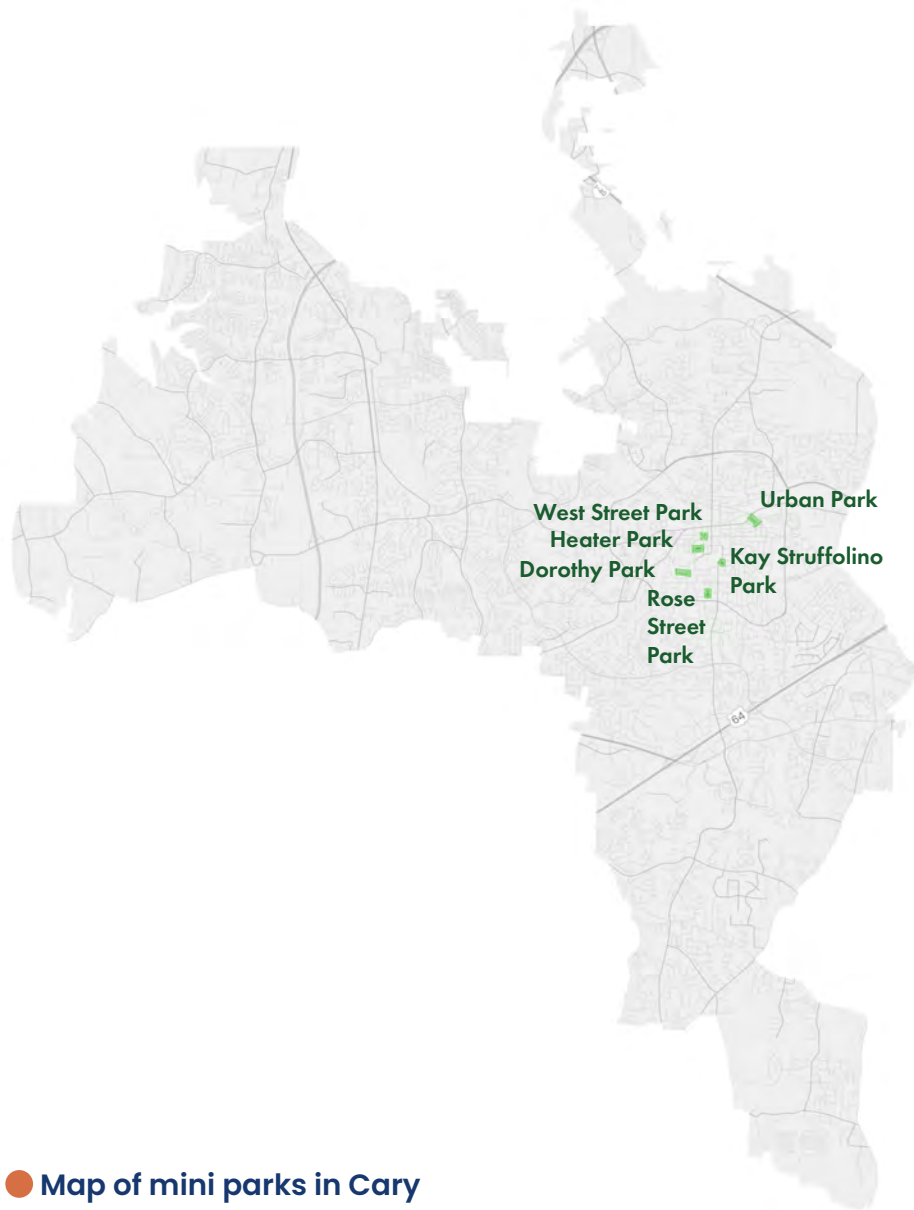 Urban Park
West Street Park
Heater Park
Dorothy Park
Kay Struffolino
Park
Rose
Street
Park
64
Map of mini parks in Cary